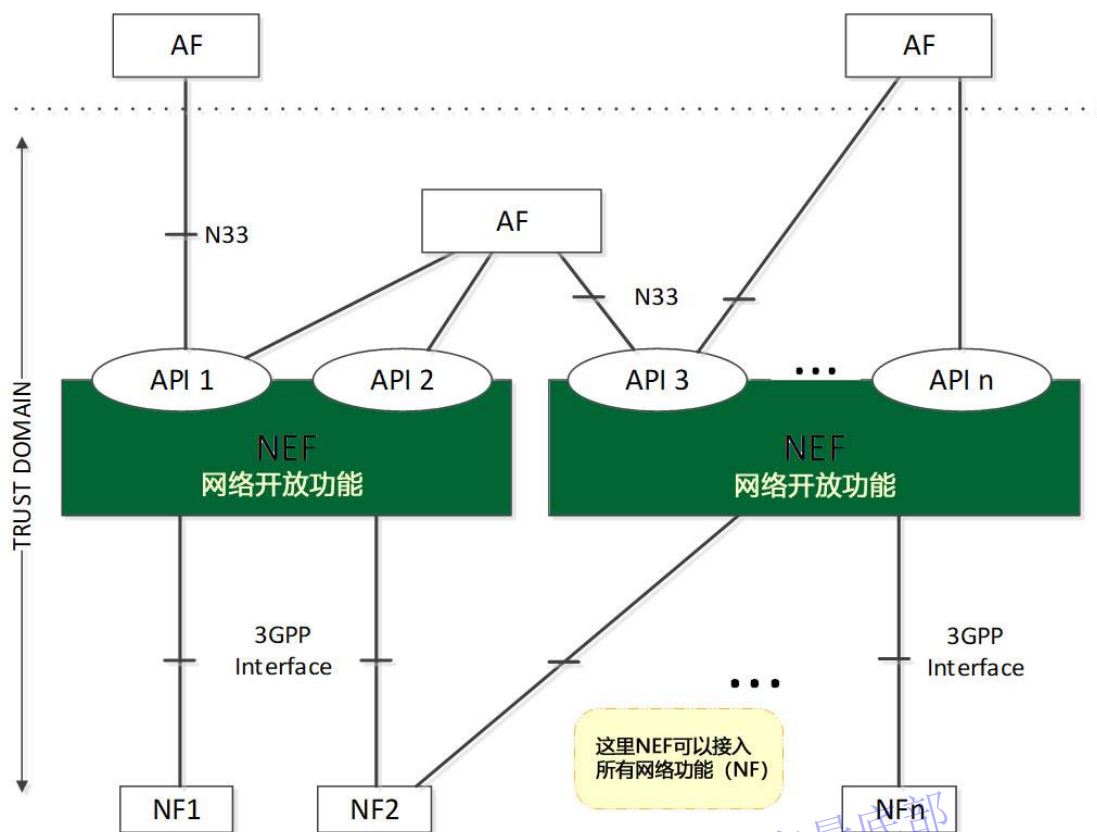 AF
AF
AF
N33
N33
API 1
API 2
API 3
...
API n
NEF
网络开放功能
NEF
网络开放功能
TRUST DOMAIN
3GPP
Interface
3GPP
Interface
...
这里NEF可以接入
所有网络功能（NF）
NF1
NF2
NFn
底部